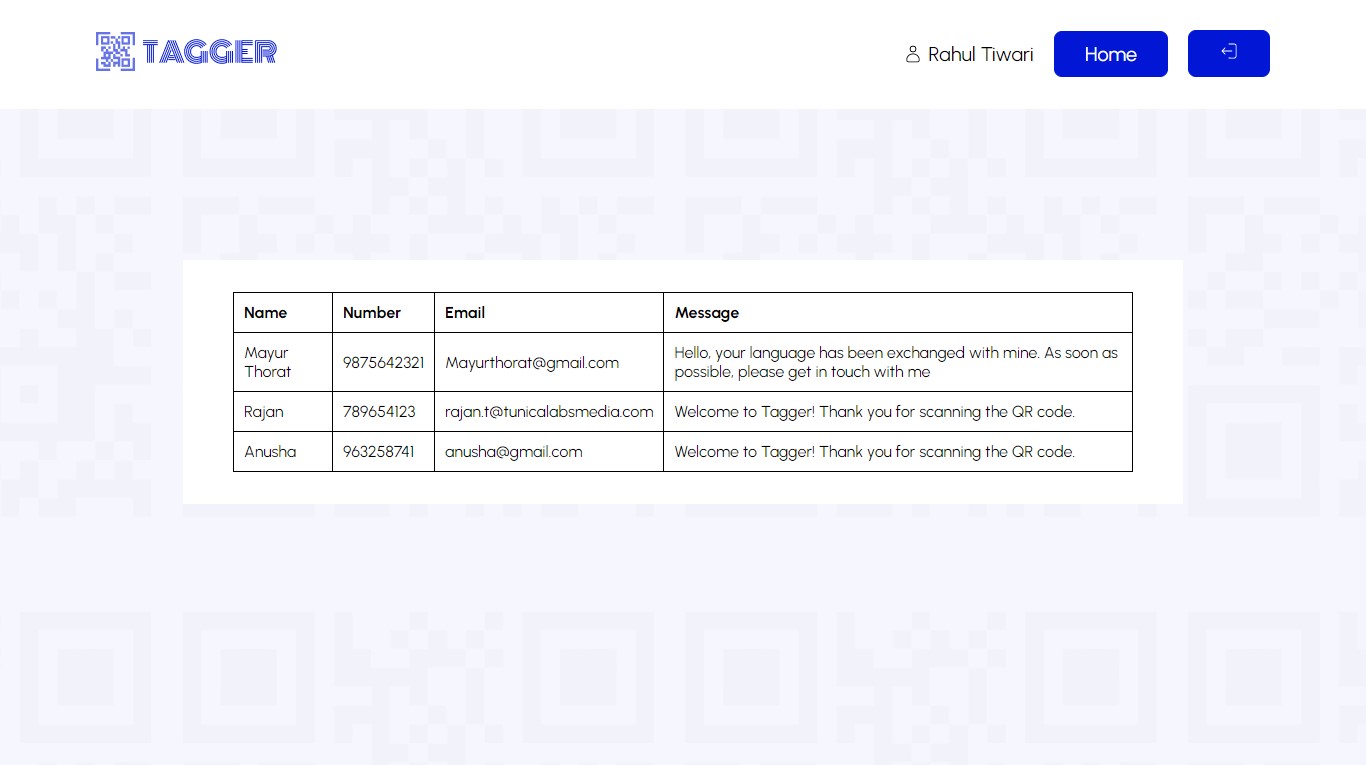 TAGGER
Rahul Tiwari
Home
Name Number Email Message
Mayur Thorat 9875642321 Mayurthorat@gmail.com Hello, your language has been exchanged with mine. As soon as possible, please get in touch with me
Rajan 789654123 rajan.t@tunicalabsmedia.com Welcome to Tagger! Thank you for scanning the QR code.
Anusha 963258741 anusha@gmail.com Welcome to Tagger! Thank you for scanning the QR code.